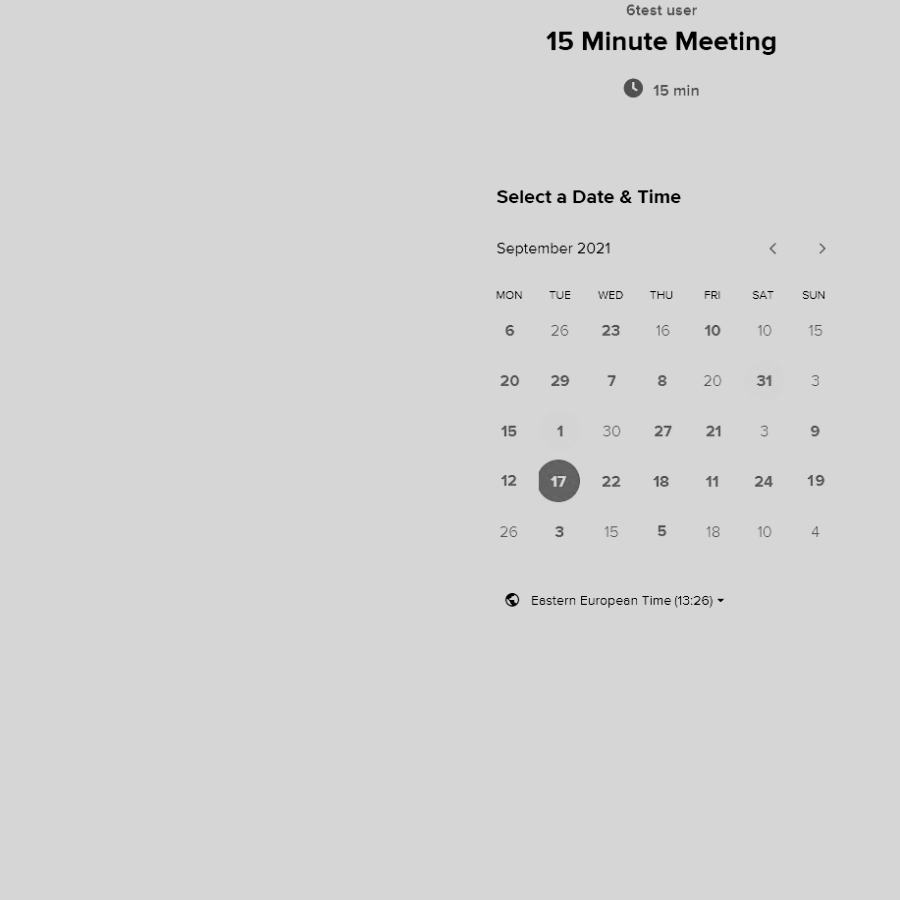 6test user
15 Minute Meeting
15 min
Select a Date & Time
September 2021
MON TUE WED THU FRI SAT SUN
6 26 23 16 10 10 15
20 29 7 8 20 31 3
15 1 30 27 21 3 9
12 17 22 18 11 24 19
26 3 15 5 18 10 4
Eastern European Time (13:26)